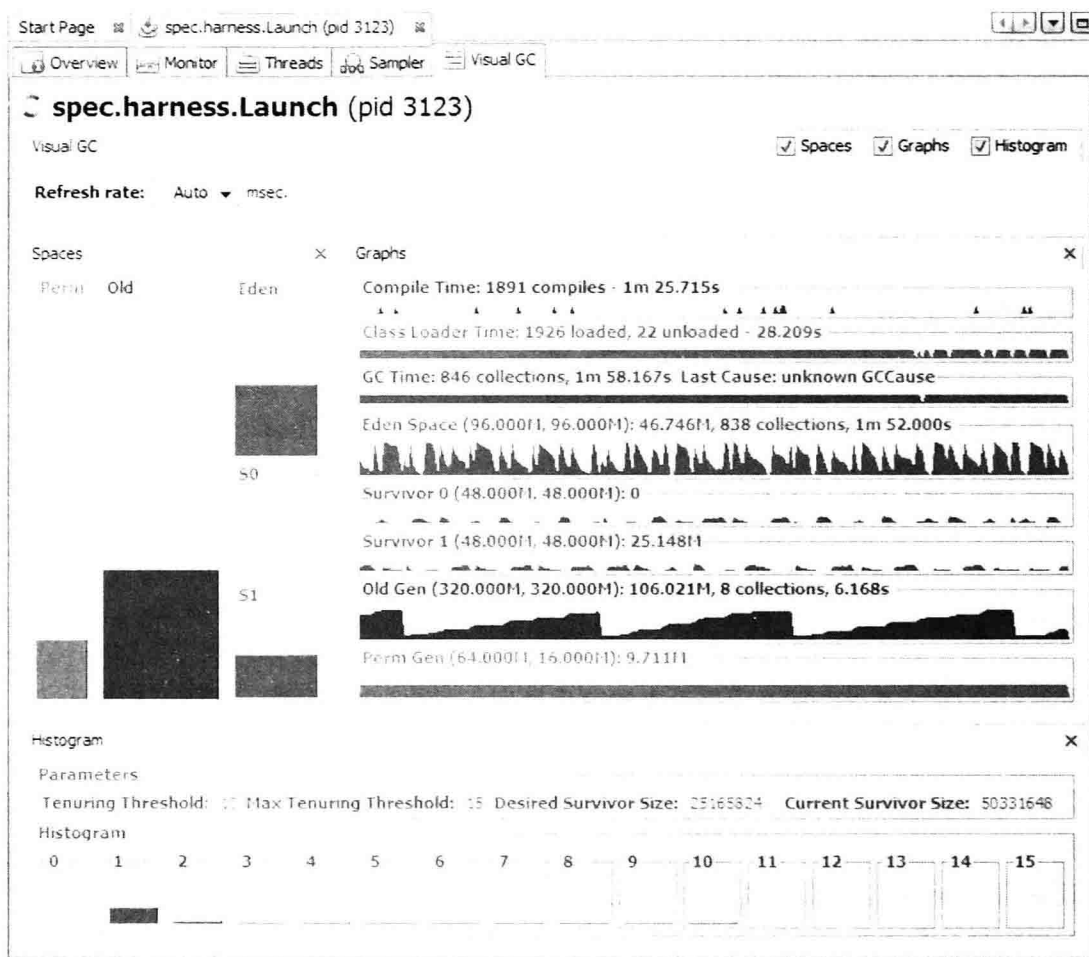 Start Page spec.harness.Launch (pid 3123)
Overview Monitor Threads Sampler Visual GC
spec.harness.Launch (pid 3123)
Visual GC Spaces Graphs Histogram
Refresh rate: Auto msec.
Spaces
Perm Old Eden
S0
S1
Graphs
Compile Time: 1891 compiles - 1m 25.715s
Class Loader Time: 1926 loaded, 22 unloaded - 28.209s
GC Time: 846 collections, 1m 58.167s Last Cause: unknown GCCause
Eden Space (96.000M, 96.000M): 46.746M, 838 collections, 1m 52.000s
Survivor 0 (48.000M, 48.000M): 0
Survivor 1 (48.000M, 48.000M): 25.148M
Old Gen (320.000M, 320.000M): 106.021M, 8 collections, 6.168s
Perm Gen (64.000M, 16.000M): 9.711M
Histogram
Parameters
Tenuring Threshold: Max Tenuring Threshold: 15 Desired Survivor Size: 25165824 Current Survivor Size: 50331648
Histogram
0 1 2 3 4 5 6 7 8 9 10 11 12 13 14 15